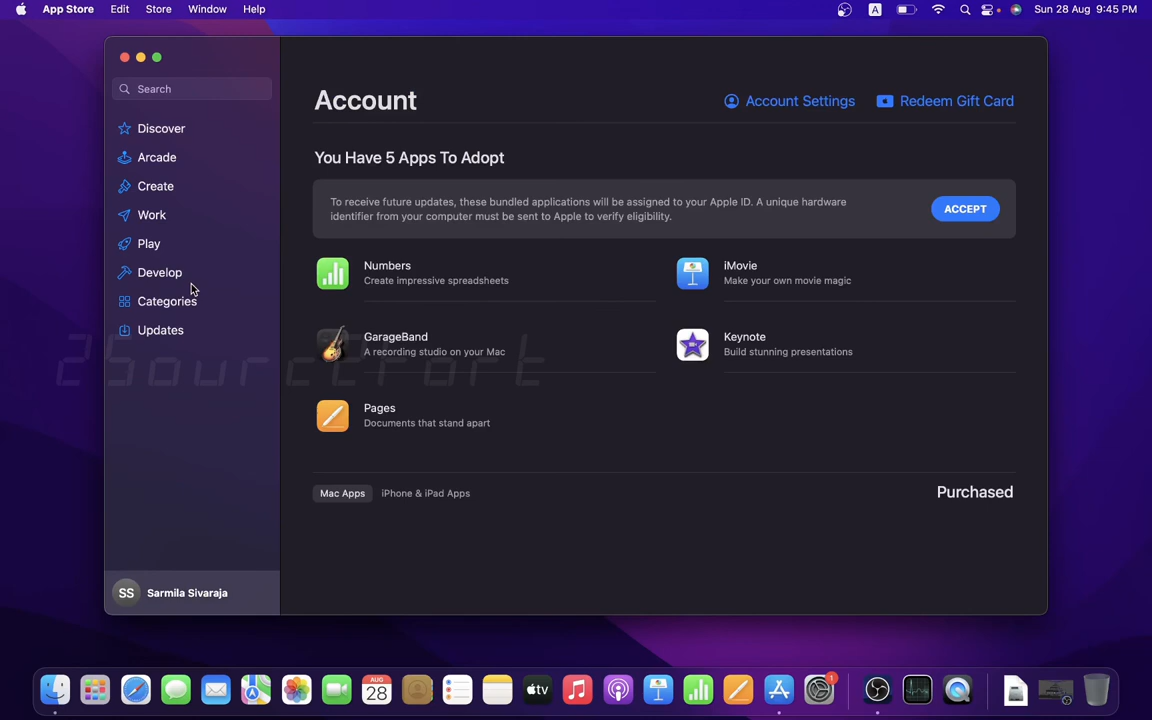 App Store Edit Store Window Help A Sun 28 Aug 9:45 PM
Search
Discover
Arcade
Create
Work
Play
Develop
Categories
Updates
SS Sarmila Sivaraja
Account
Account Settings
Redeem Gift Card
You Have 5 Apps To Adopt
To receive future updates, these bundled applications will be assigned to your Apple ID. A unique hardware
identifier from your computer must be sent to Apple to verify eligibility.
ACCEPT
Numbers
Create impressive spreadsheets
iMovie
Make your own movie magic
GarageBand
A recording studio on your Mac
Keynote
Build stunning presentations
Pages
Documents that stand apart
Mac Apps iPhone & iPad Apps
Purchased
2Source2Port
AUG
28
tv
1